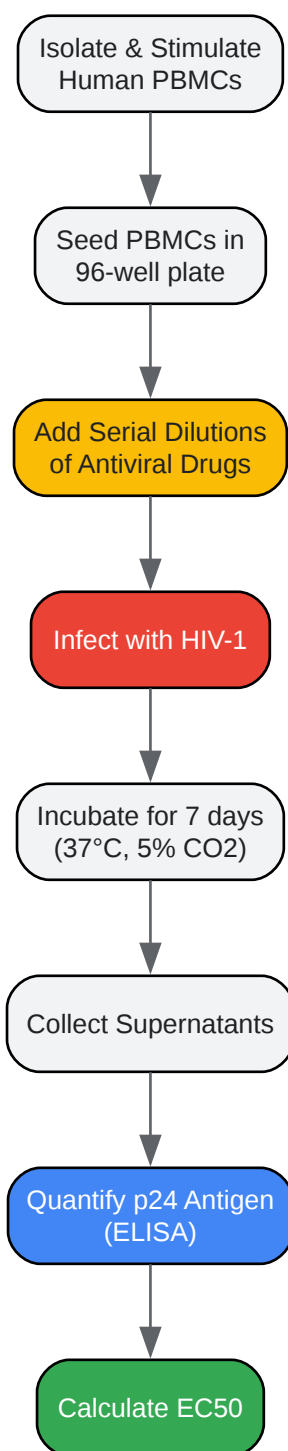 Isolate & Stimulate
Human PBMCs
Seed PBMCs in
96-well plate
Add Serial Dilutions
of Antiviral Drugs
Infect with HIV-1
Incubate for 7 days
(37°C, 5% CO2)
Collect Supernatants
Quantify p24 Antigen
(ELISA)
Calculate EC50